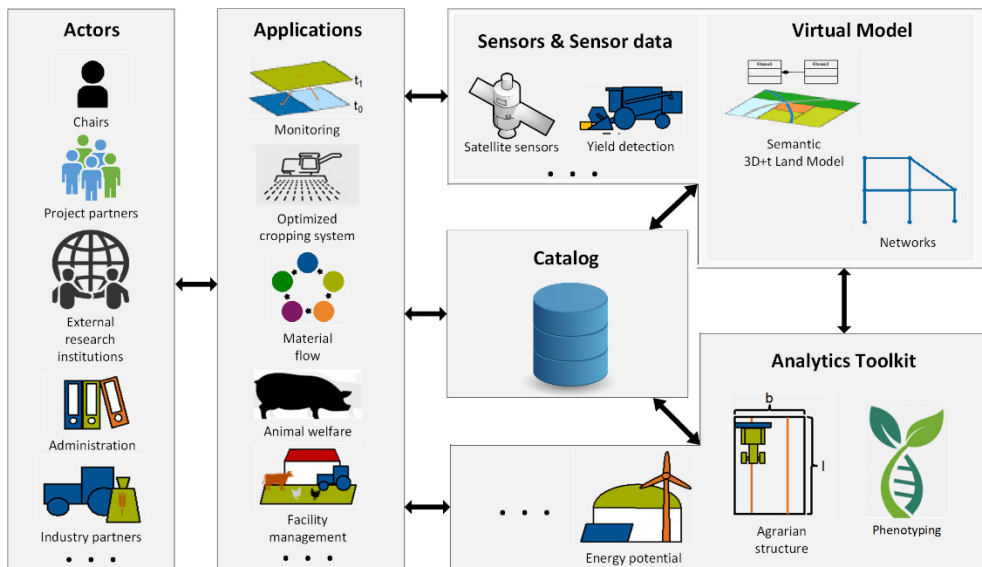 Actors
Chairs
Project partners
External
research
institutions
Administration
Industry partners
• • •
Applications
t1
t0
Monitoring
Optimized
cropping system
Material
flow
Animal welfare
Facility
management
• • •
Sensors & Sensor data
Satellite sensors
Yield detection
• • •
Virtual Model
Klasse1
Klasse2
Semantic
3D+t Land Model
Networks
Catalog
Analytics Toolkit
b
l
Agrarian
structure
Phenotyping
• • •
Energy potential